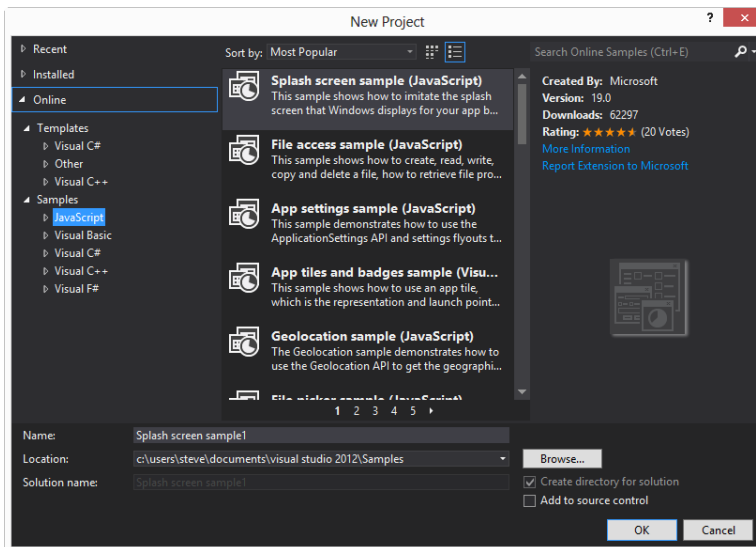 New Project
?
Recent
Installed
Online
Templates
Visual C#
Other
Visual C++
Samples
JavaScript
Visual Basic
Visual C#
Visual C++
Visual F#
Sort by: Most Popular
Splash screen sample (JavaScript)
This sample shows how to imitate the splash
screen that Windows displays for your app b...
File access sample (JavaScript)
This sample shows how to create, read, write,
copy and delete a file, how to retrieve file pro...
App settings sample (JavaScript)
This sample demonstrates how to use the
ApplicationSettings API and settings flyouts t...
App tiles and badges sample (Visu...
This sample shows how to use an app tile,
which is the representation and launch point...
Geolocation sample (JavaScript)
The Geolocation sample demonstrates how to
use the Geolocation API to get the geographi...
File picker sample (JavaScript)
1 2 3 4 5
Search Online Samples (Ctrl+E)
Created By: Microsoft
Version: 19.0
Downloads: 62297
Rating: ★★★★★ (20 Votes)
More Information
Report Extension to Microsoft
Name: Splash screen sample1
Location: c:\users\steve\documents\visual studio 2012\Samples
Browse...
Solution name: Splash screen sample1
Create directory for solution
Add to source control
OK Cancel